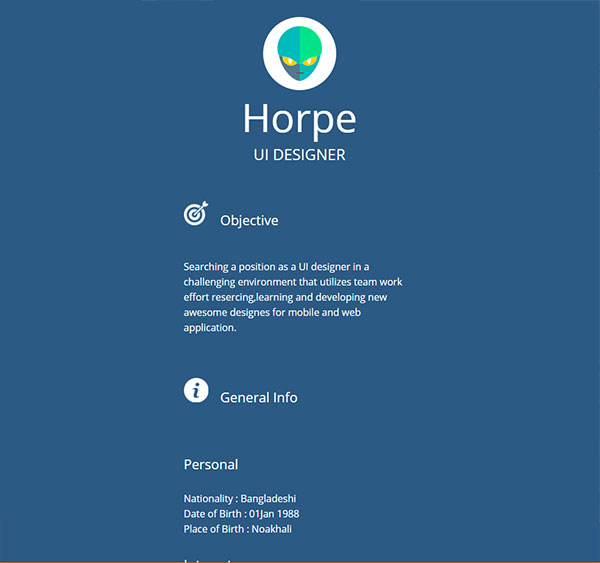 Horpe
UI DESIGNER
Objective
Searching a position as a UI designer in a
challenging environment that utilizes team work
effort resercing,learning and developing new
awesome designes for mobile and web
application.
General Info
Personal
Nationality : Bangladeshi
Date of Birth : 01Jan 1988
Place of Birth : Noakhali